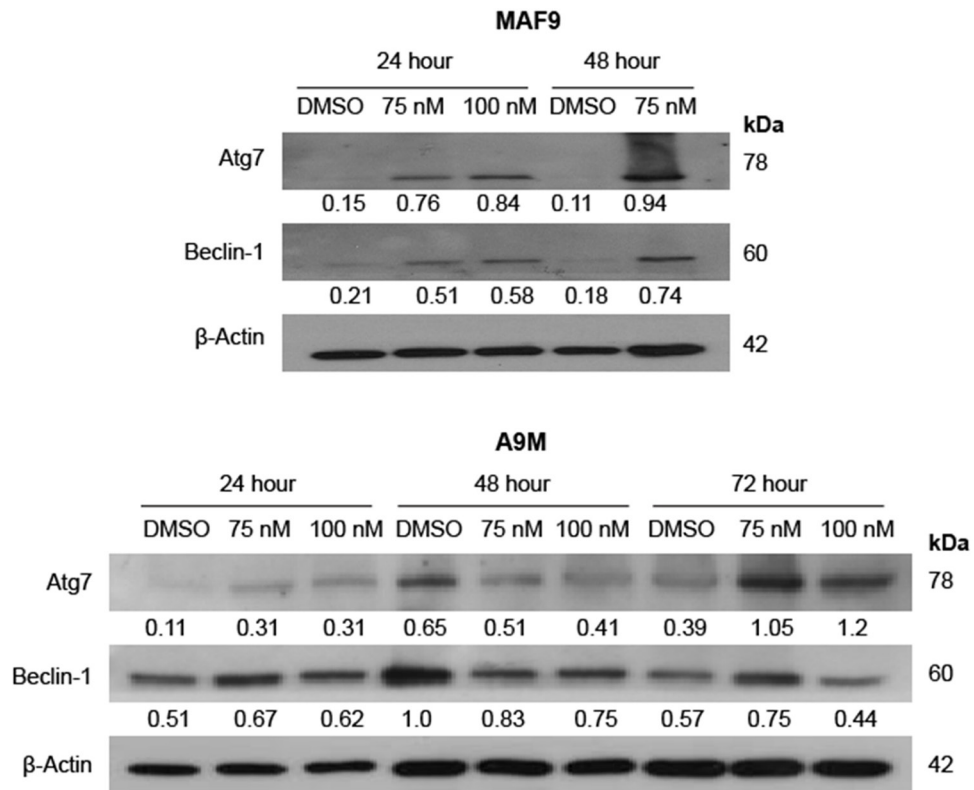 MAF9
24 hour 48 hour
DMSO 75 nM 100 nM DMSO 75 nM
kDa
Atg7 78
0.15 0.76 0.84 0.11 0.94
Beclin-1 60
0.21 0.51 0.58 0.18 0.74
β-Actin 42
A9M
24 hour 48 hour 72 hour
DMSO 75 nM 100 nM DMSO 75 nM 100 nM DMSO 75 nM 100 nM
kDa
Atg7 78
0.11 0.31 0.31 0.65 0.51 0.41 0.39 1.05 1.2
Beclin-1 60
0.51 0.67 0.62 1.0 0.83 0.75 0.57 0.75 0.44
β-Actin 42